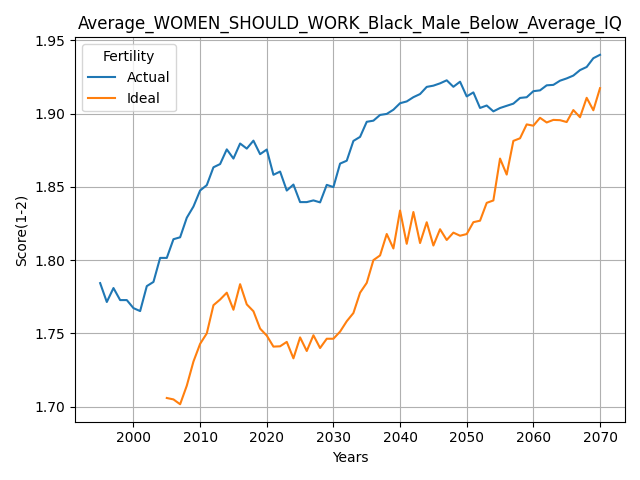 Average_WOMEN_SHOULD_WORK_Black_Male_Below_Average_IQ
Fertility
Actual
Ideal
Score(1-2)
1.95
1.90
1.85
1.80
1.75
1.70
2000 2010 2020 2030 2040 2050 2060 2070
Years